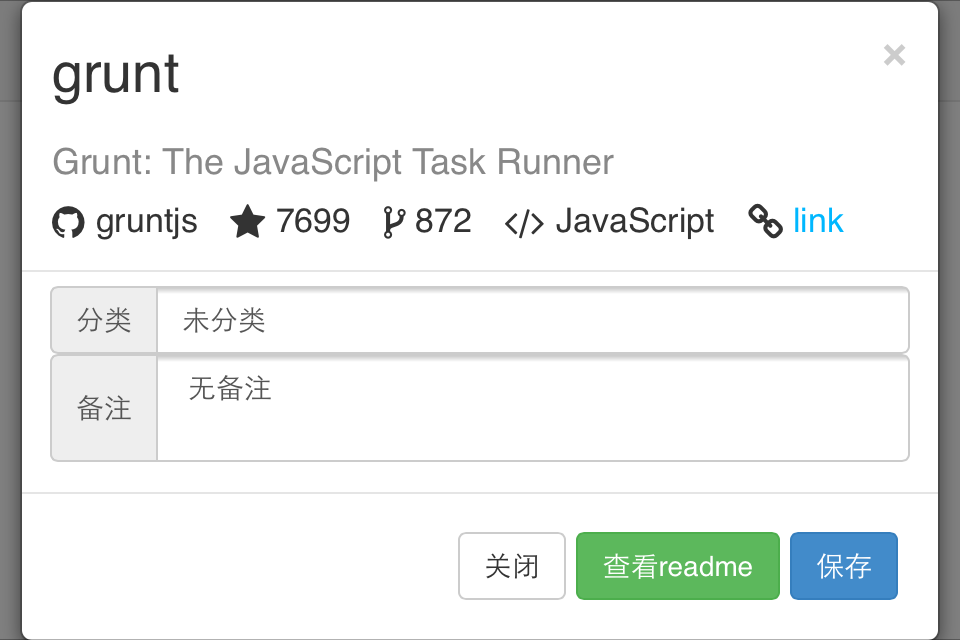 grunt
×
Grunt: The JavaScript Task Runner
gruntjs 7699 872 </> JavaScript link
分类 未分类
备注 无备注
关闭 查看readme 保存